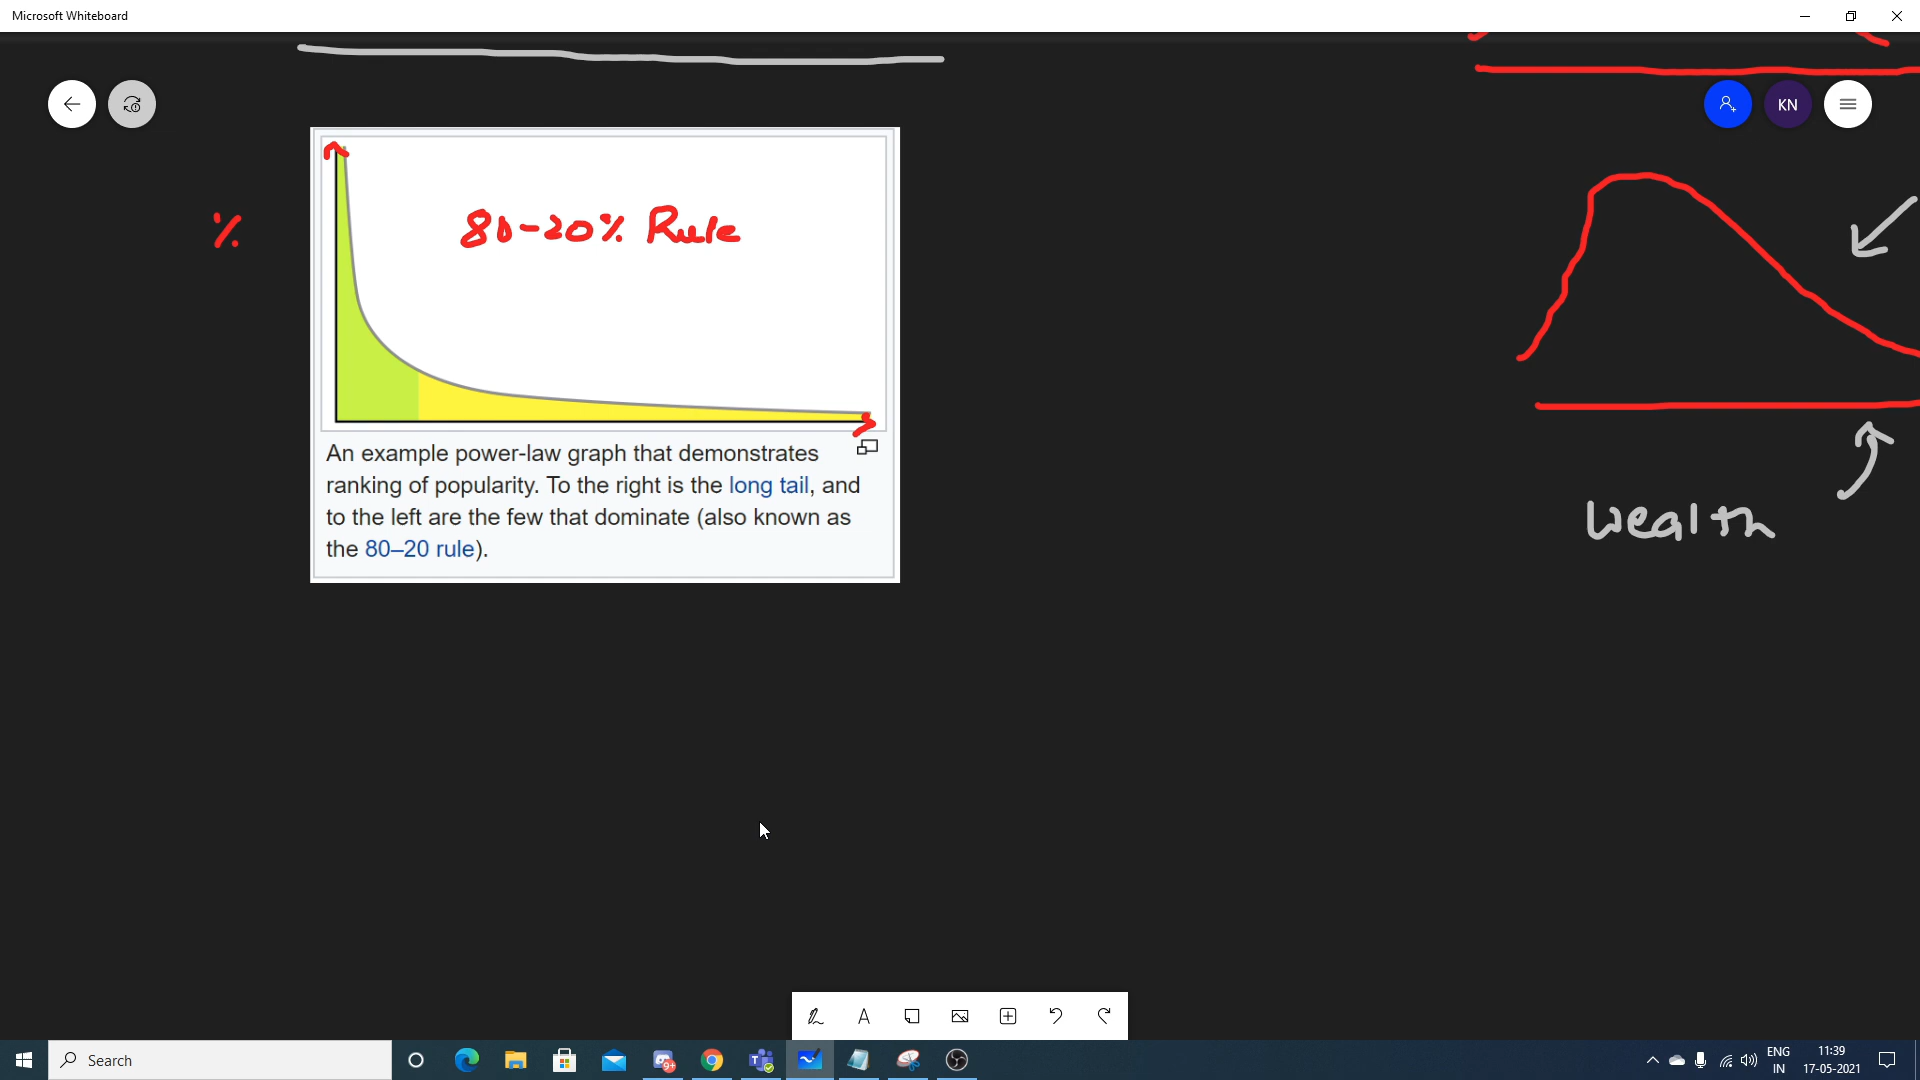 Microsoft Whiteboard
KN
%
80-20% Rule
An example power-law graph that demonstrates
ranking of popularity. To the right is the long tail, and
to the left are the few that dominate (also known as
the 80–20 rule).
Wealth
Search
9+
ENG
IN
11:39
17-05-2021